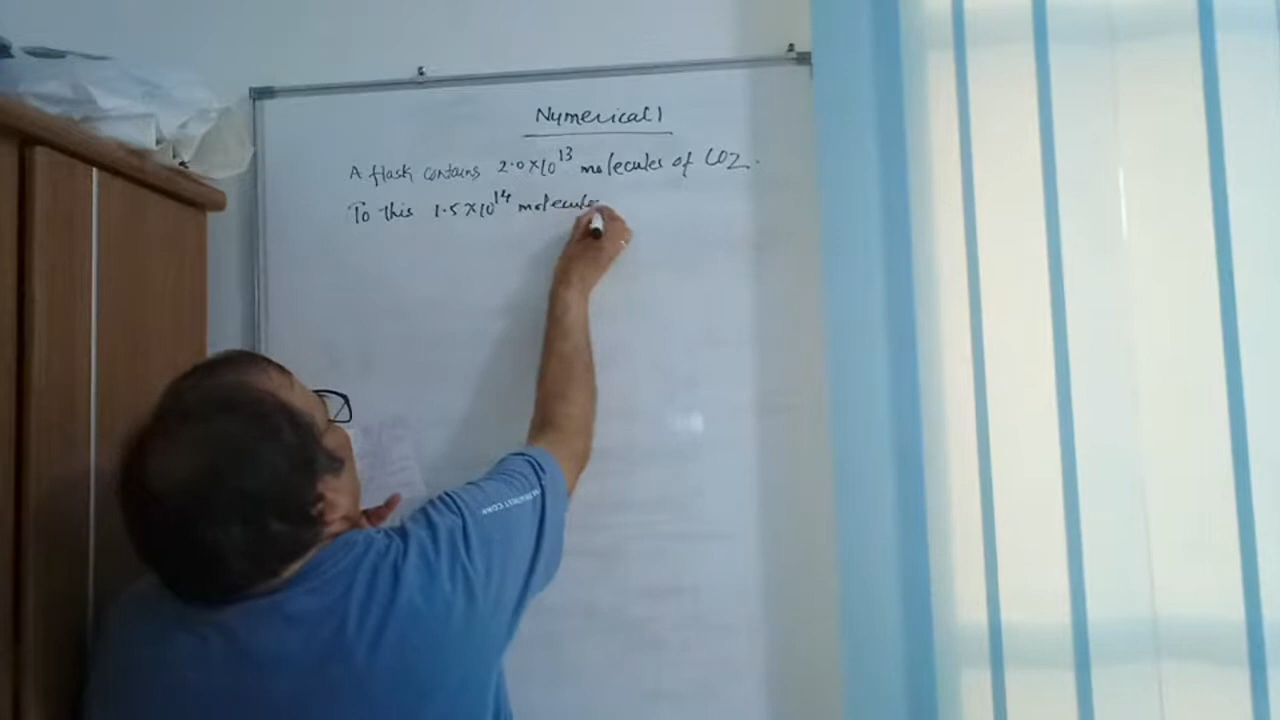 Numerical 1
A flask contains 2.0×10¹³ molecules of CO2.
To this 1.5×10¹⁴ molecules